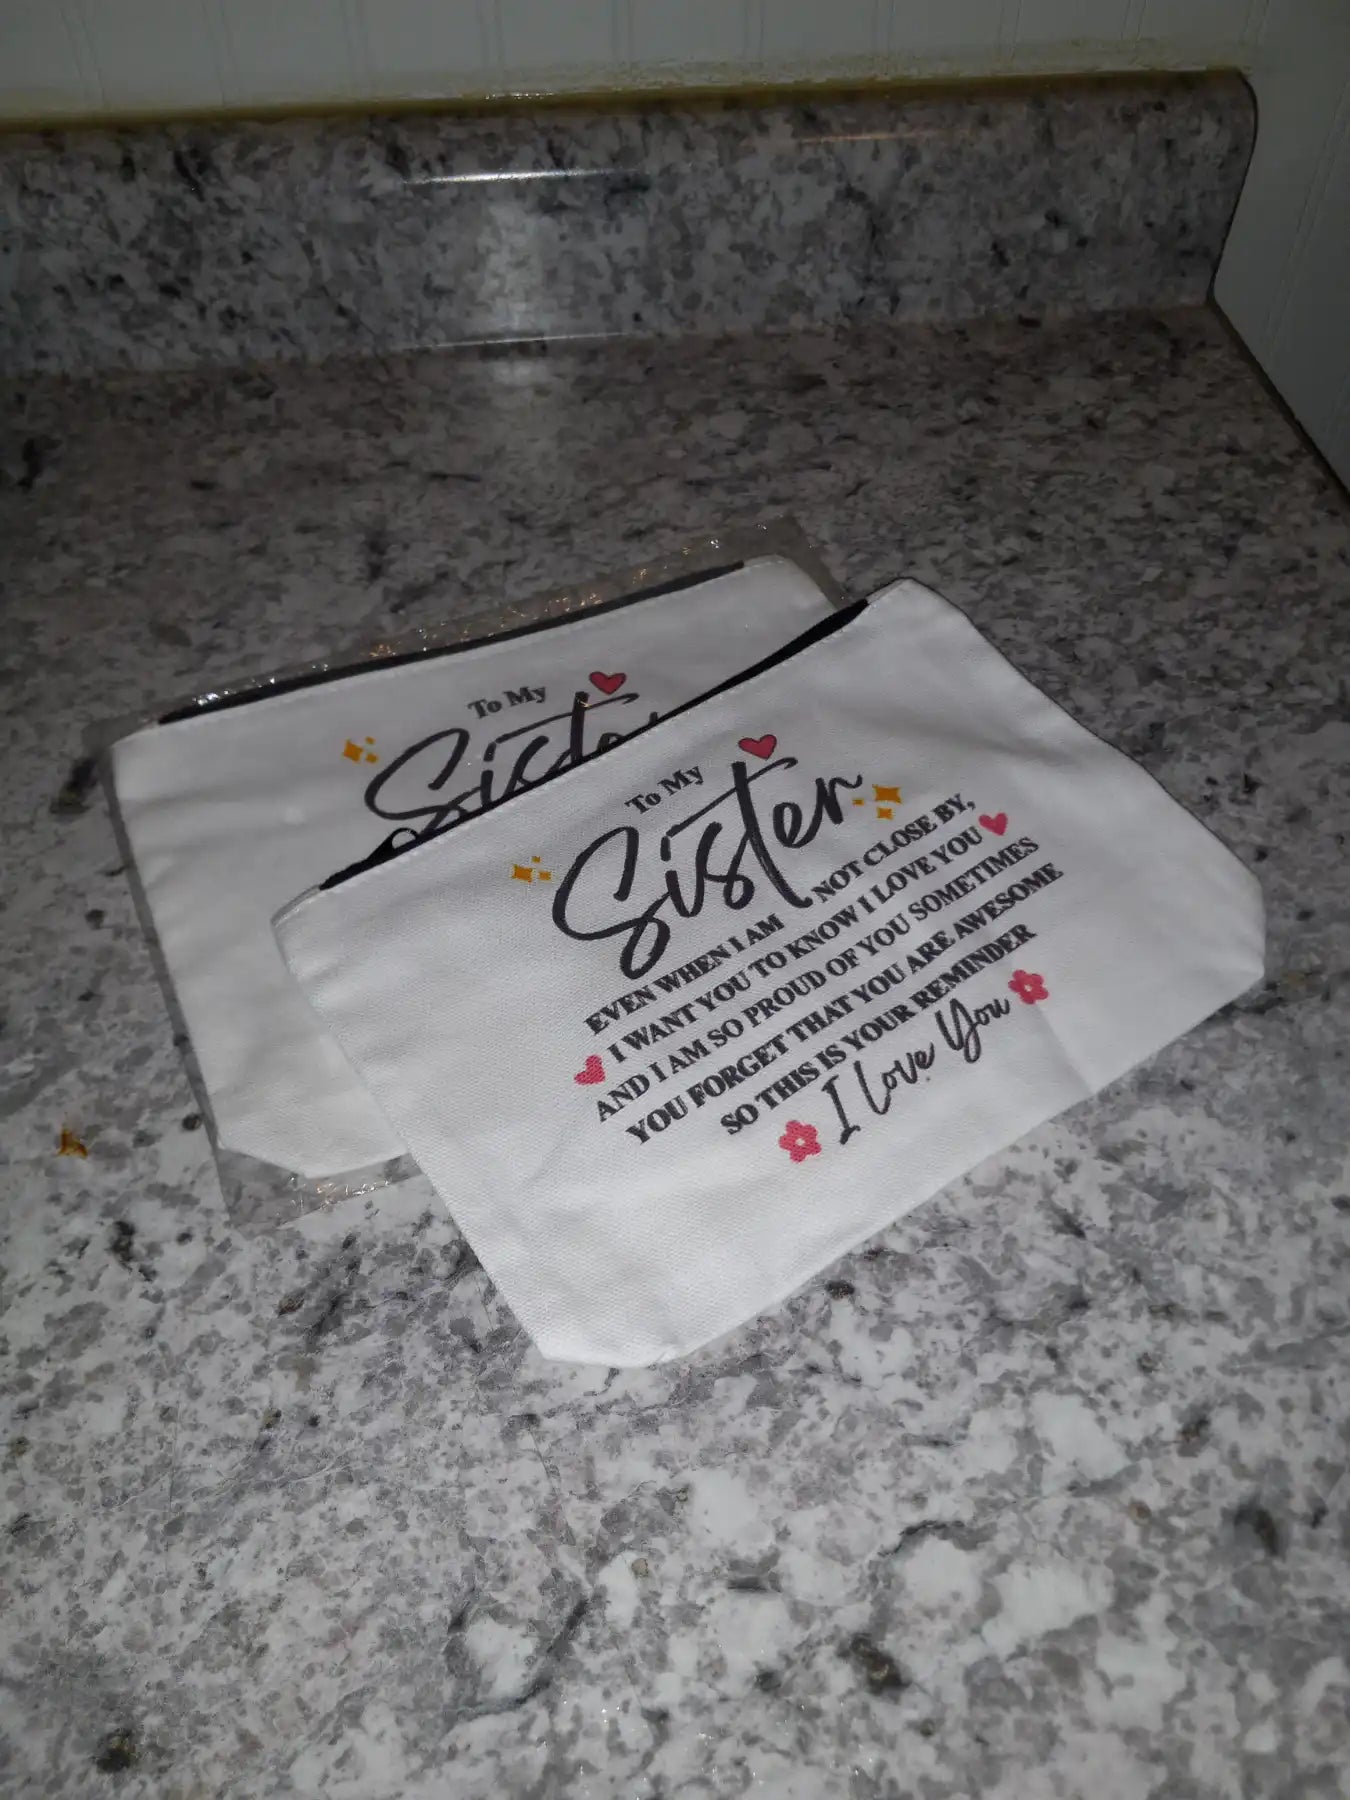 To My
Sister
To My
Sister
EVEN WHEN I AM NOT CLOSE BY,
I WANT YOU TO KNOW I LOVE YOU
AND I AM SO PROUD OF YOU SOMETIMES
YOU FORGET THAT YOU ARE AWESOME
SO THIS IS YOUR REMINDER
I Love You